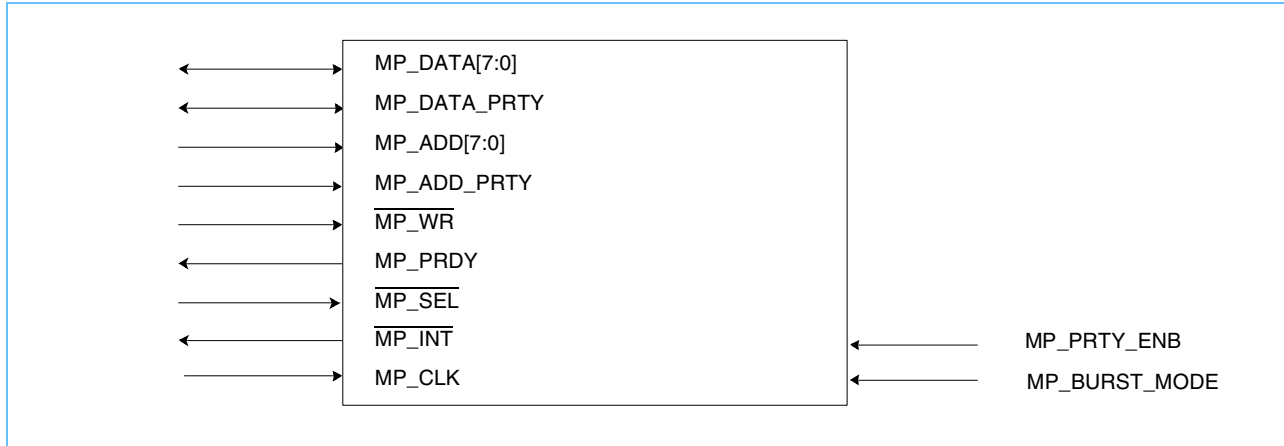 MP_DATA[7:0]
MP_DATA_PRTY
MP_ADD[7:0]
MP_ADD_PRTY
MP_WR
MP_PRDY
MP_SEL
MP_INT
MP_CLK
MP_PRTY_ENB
MP_BURST_MODE